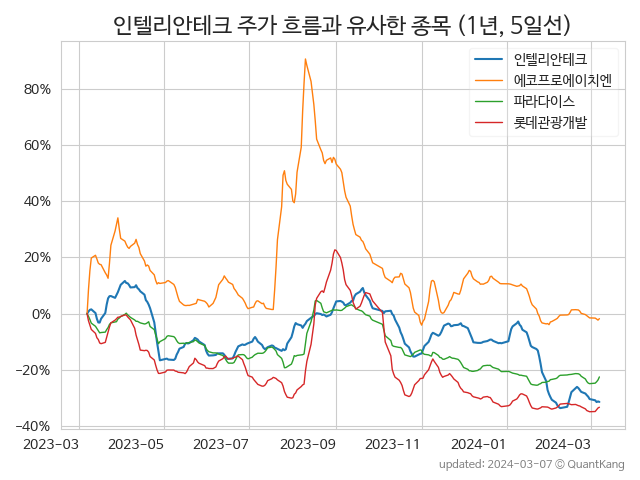 인텔리안테크 주가 흐름과 유사한 종목 (1년, 5일선)
인텔리안테크
에코프로에이치엔
파라다이스
롯데관광개발
80%
60%
40%
20%
0%
−20%
−40%
2023-03 2023-05 2023-07 2023-09 2023-11 2024-01 2024-03
updated: 2024-03-07 © QuantKang